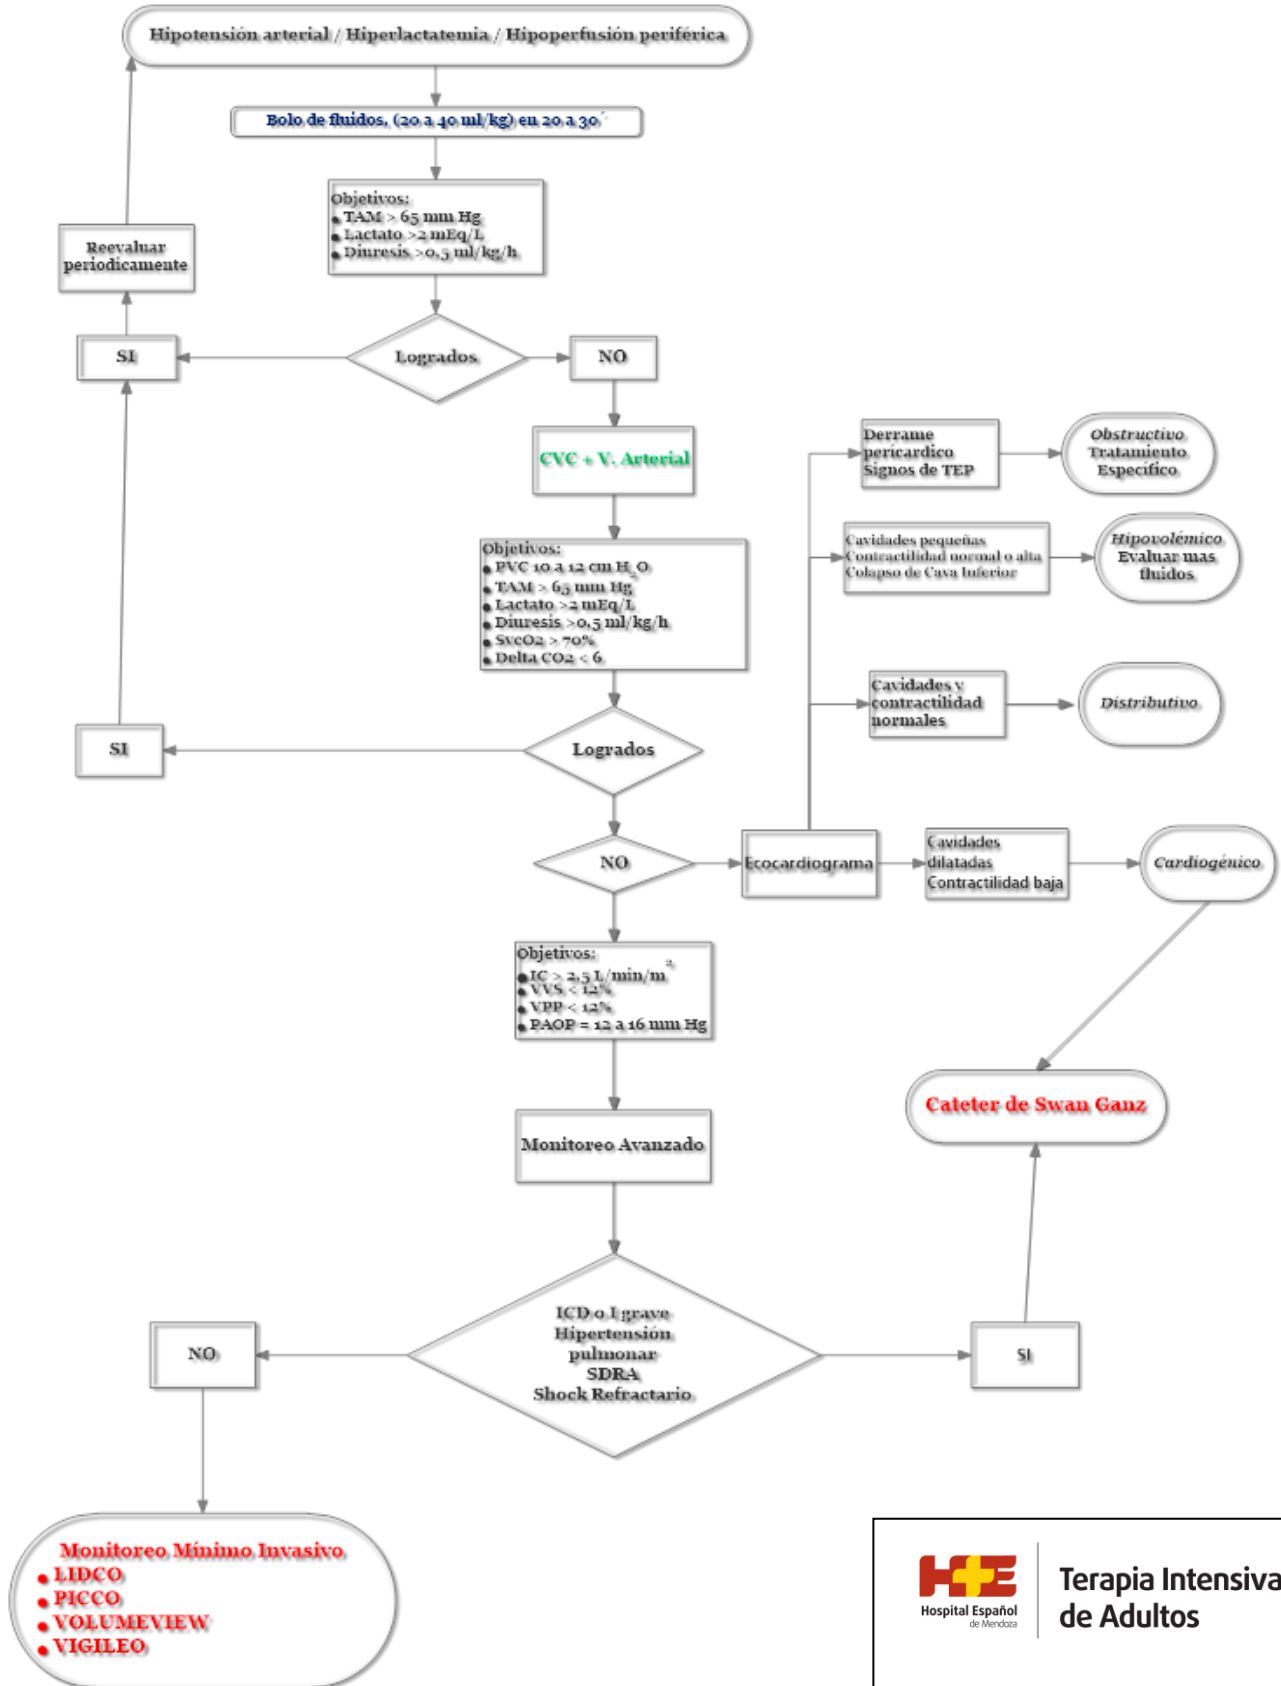 Hipotensión arterial / Hiperlactatemia / Hipoperfusión periférica
Bolo de fluidos, (20 a 40 ml/kg) en 20 a 30´
Objetivos:
• TAM > 65 mm Hg
• Lactato >2 mEq/L
• Diuresis >0,5 ml/kg/h
Reevaluar
periodicamente
SI
Logrados
NO
CVC + V. Arterial
Objetivos:
• PVC 10 a 12 cm H2O
• TAM > 65 mm Hg
• Lactato >2 mEq/L
• Diuresis >0,5 ml/kg/h
• SvcO2 > 70%
• Delta CO2 < 6
Derrame
pericardico
Signos de TEP
Obstructivo
Tratamiento
Específico
Cavidades pequeñas
Contractilidad normal o alta
Colapso de Cava Inferior
Hipovolémico
Evaluar mas
fluidos
Cavidades y
contractilidad
normales
Distributivo
SI
Logrados
NO
Ecocardiograma
Cavidades
dilatadas
Contractilidad baja
Cardiogénico
Objetivos:
• IC > 2,5 L/min/m2
• VVS < 12%
• VPP < 12%
• PAOP = 12 a 16 mm Hg
Cateter de Swan Ganz
Monitoreo Avanzado
ICD o I grave
Hipertensión
pulmonar
SDRA
Shock Refractario
NO
SI
Monitoreo Mínimo Invasivo
• LIDCO
• PICCO
• VOLUMEVIEW
• VIGILEO
HE
Hospital Español
de Mendoza
Terapia Intensiva
de Adultos